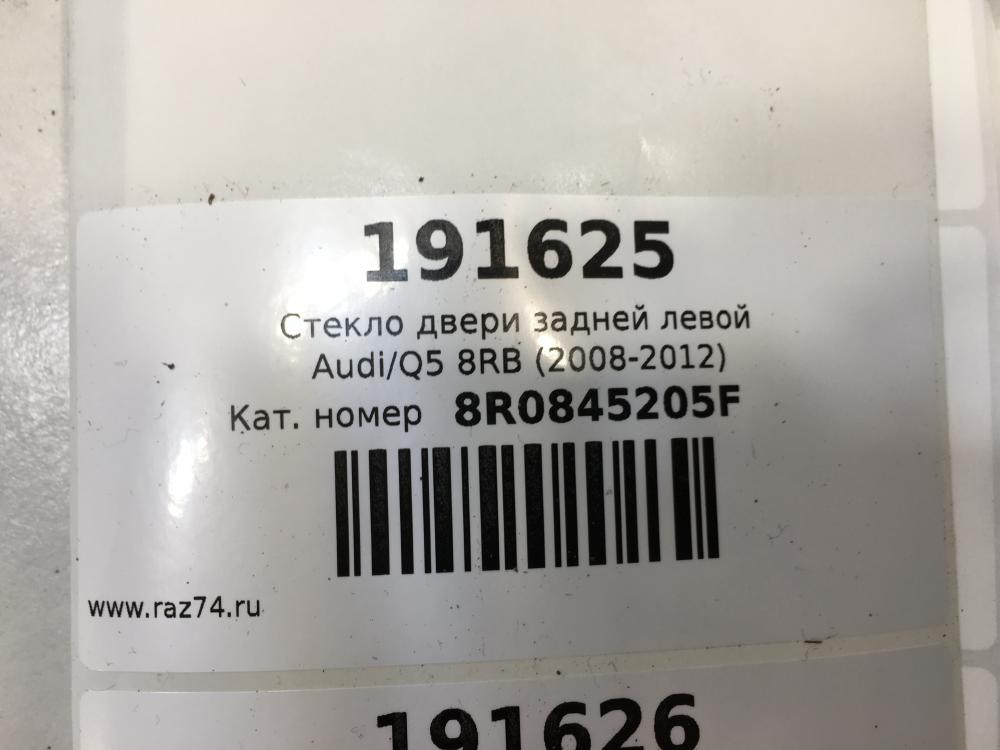 191625
Стекло двери задней левой
Audi/Q5 8RB (2008-2012)
Кат. номер 8R0845205F
www.raz74.ru
191626